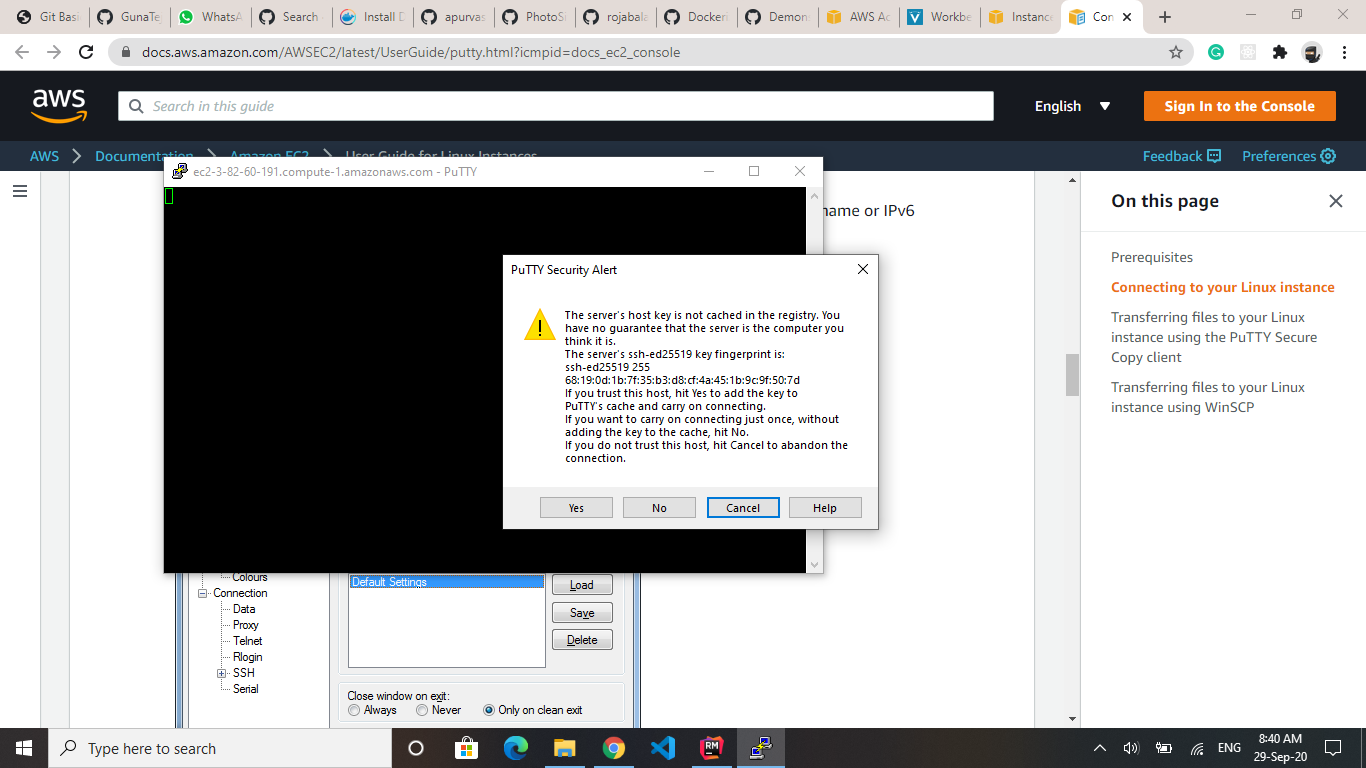 Git Basi
GunaTe
WhatsA
Search
Install D
apurvas
PhotoS
rojabala
Docker
Demon
AWS Ac
Workbe
Instance
Con
docs.aws.amazon.com/AWSEC2/latest/UserGuide/putty.html?icmpid=docs_ec2_console
aws
Search in this guide
English
Sign In to the Console
AWS
Documentation
Amazon EC2
User Guide for Linux Instances
Feedback
Preferences
ec2-3-82-60-191.compute-1.amazonaws.com - PuTTY
name or IPv6
PuTTY Security Alert
The server's host key is not cached in the registry. You
have no guarantee that the server is the computer you
think it is.
The server's ssh-ed25519 key fingerprint is:
ssh-ed25519 255
68:19:0d:1b:7f:35:b3:d8:cf:4a:45:1b:9c:9f:50:7d
If you trust this host, hit Yes to add the key to
PuTTY's cache and carry on connecting.
If you want to carry on connecting just once, without
adding the key to the cache, hit No.
If you do not trust this host, hit Cancel to abandon the
connection.
Yes
No
Cancel
Help
On this page
Prerequisites
Connecting to your Linux instance
Transferring files to your Linux
instance using the PuTTY Secure
Copy client
Transferring files to your Linux
instance using WinSCP
Colours
Connection
Data
Proxy
Telnet
Rlogin
SSH
Serial
Default Settings
Load
Save
Delete
Close window on exit:
Always
Never
Only on clean exit
Type here to search
RM
ENG
8:40 AM
29-Sep-20